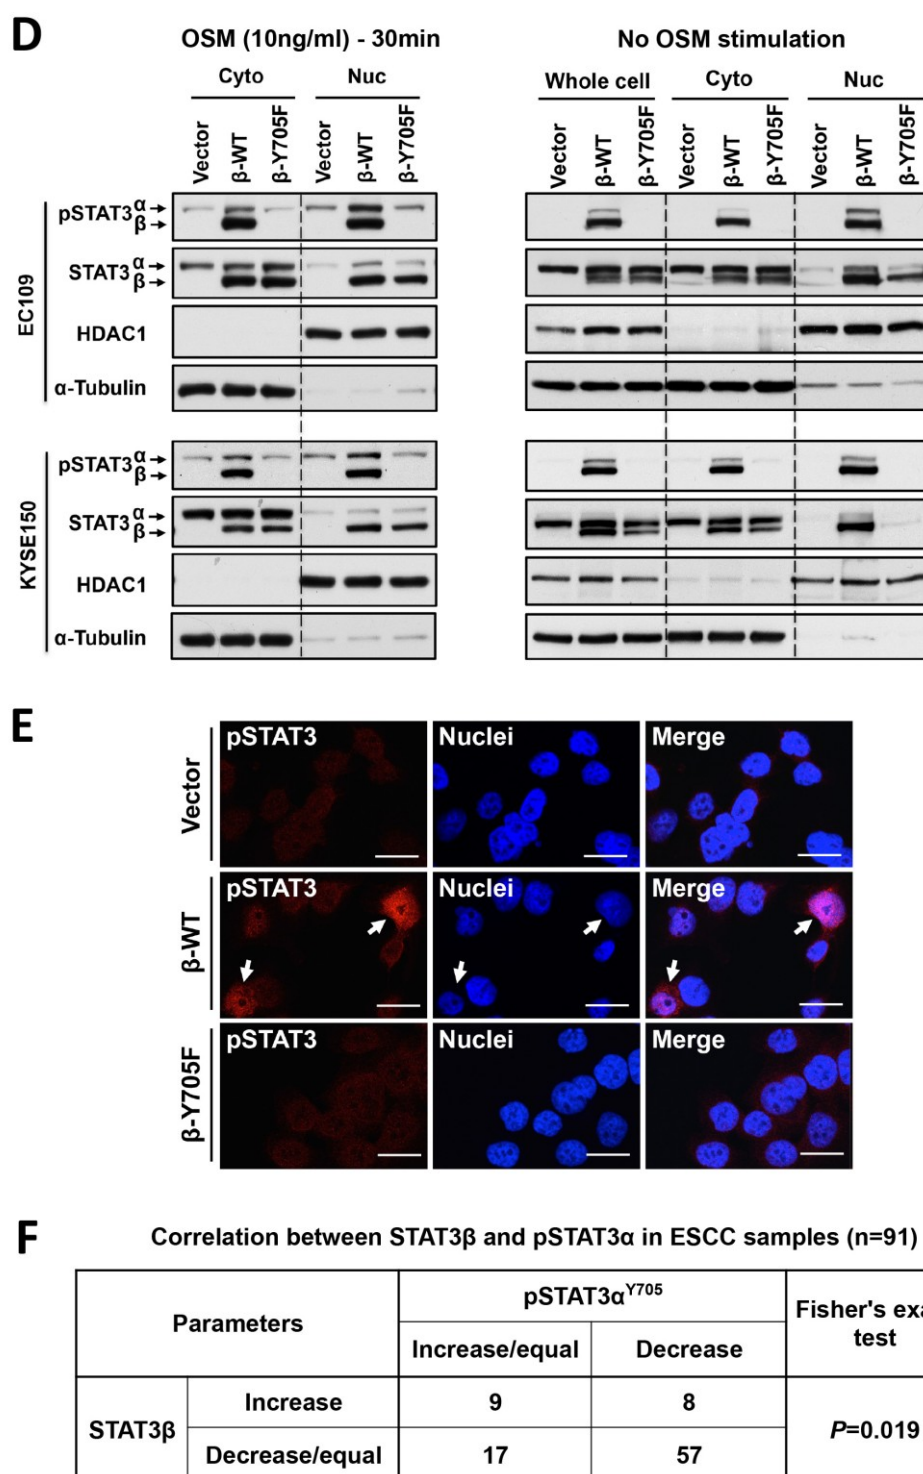 D
OSM (10ng/ml) - 30min
No OSM stimulation
Cyto
Nuc
Whole cell
Cyto
Nuc
Vector
β-WT
β-Y705F
Vector
β-WT
β-Y705F
Vector
β-WT
β-Y705F
Vector
β-WT
β-Y705F
Vector
β-WT
β-Y705F
EC109
pSTAT3 α
β
STAT3 α
β
HDAC1
α-Tubulin
KYSE150
pSTAT3 α
β
STAT3 α
β
HDAC1
α-Tubulin
E
Vector
pSTAT3
Nuclei
Merge
β-WT
pSTAT3
Nuclei
Merge
β-Y705F
pSTAT3
Nuclei
Merge
F
Correlation between STAT3β and pSTAT3α in ESCC samples (n=91)
Parameters
pSTAT3α^Y705
Fisher's
test
Increase/equal
Decrease
STAT3β
Increase
9
8
P=0.019
Decrease/equal
17
57